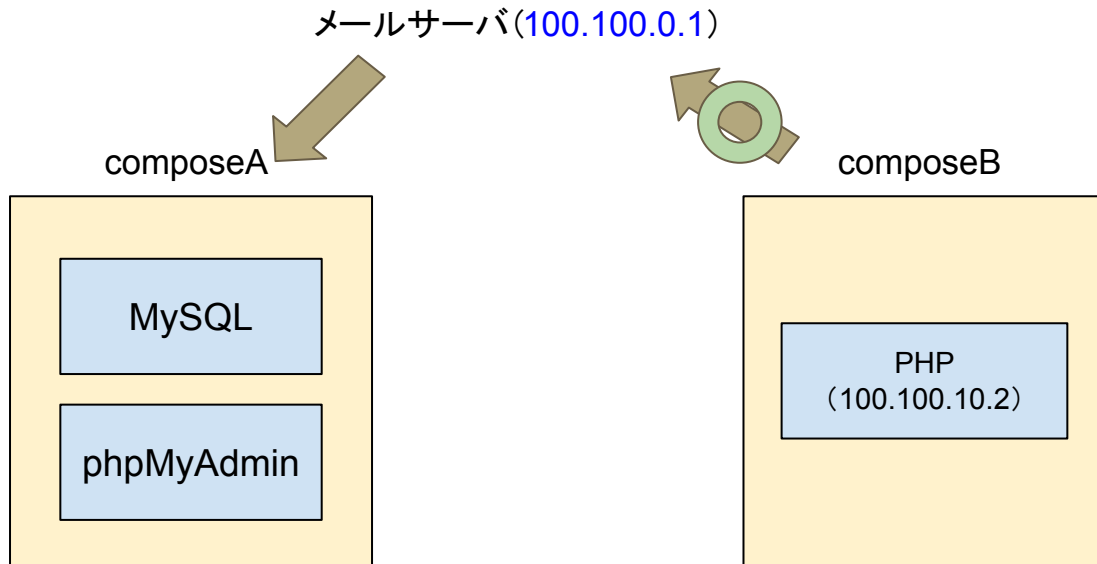 メールサーバ（100.100.0.1）
composeA
composeB
MySQL
phpMyAdmin
PHP
（100.100.10.2）